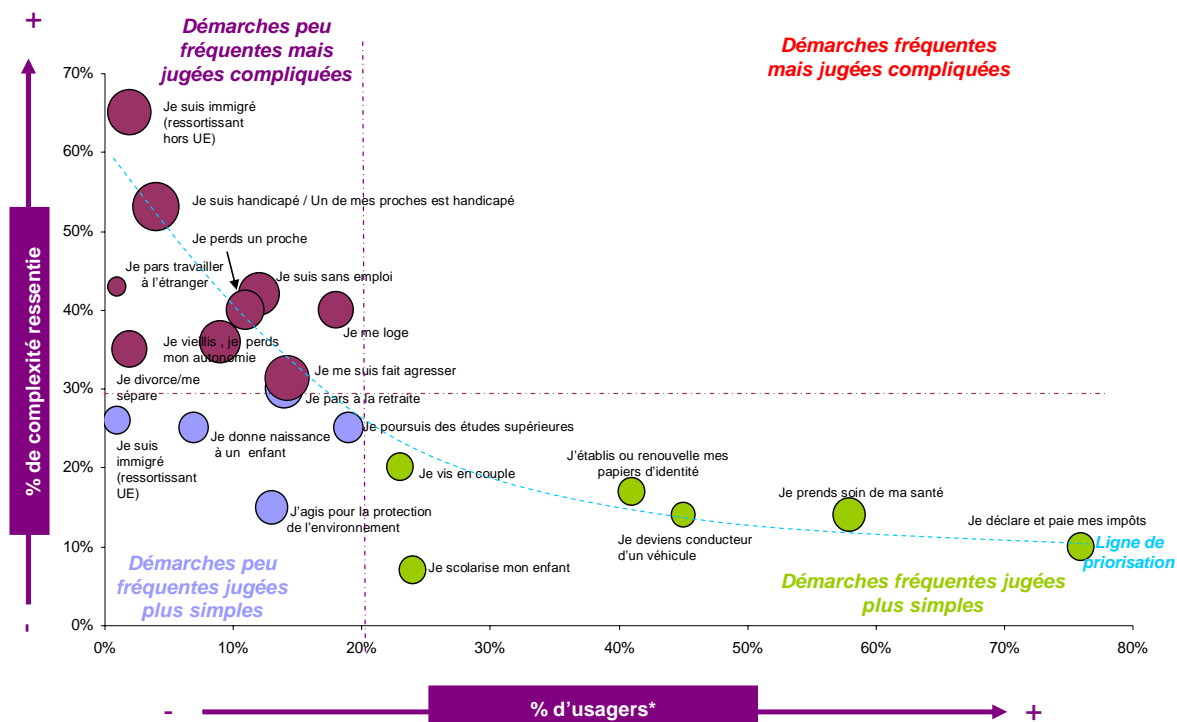 +
Démarches peu
fréquentes mais
jugées compliquées
Démarches fréquentes
mais jugées compliquées
% de complexité ressentie
-
70%
60%
50%
40%
30%
20%
10%
0%
Je suis immigré
(ressortissant
hors UE)
Je suis handicapé / Un de mes proches est handicapé
Je perds un proche
Je pars travailler
à l'étranger
Je suis sans emploi
Je me loge
Je vieillis , je perds
mon autonomie
Je divorce/me
sépare
Je me suis fait agresser
Je pars à la retraite
Je suis
immigré
(ressortissant
UE)
Je donne naissance
à un enfant
Je poursuis des études supérieures
J'agis pour la protection
de l'environnement
Je vis en couple
Je scolarise mon enfant
J'établis ou renouvelle mes
papiers d'identité
Je deviens conducteur
d'un véhicule
Je prends soin de ma santé
Je déclare et paie mes impôts
Ligne de
priorisation
Démarches peu
fréquentes jugées
plus simples
Démarches fréquentes jugées
plus simples
0%
10%
20%
30%
40%
50%
60%
70%
80%
-
% d'usagers*
+